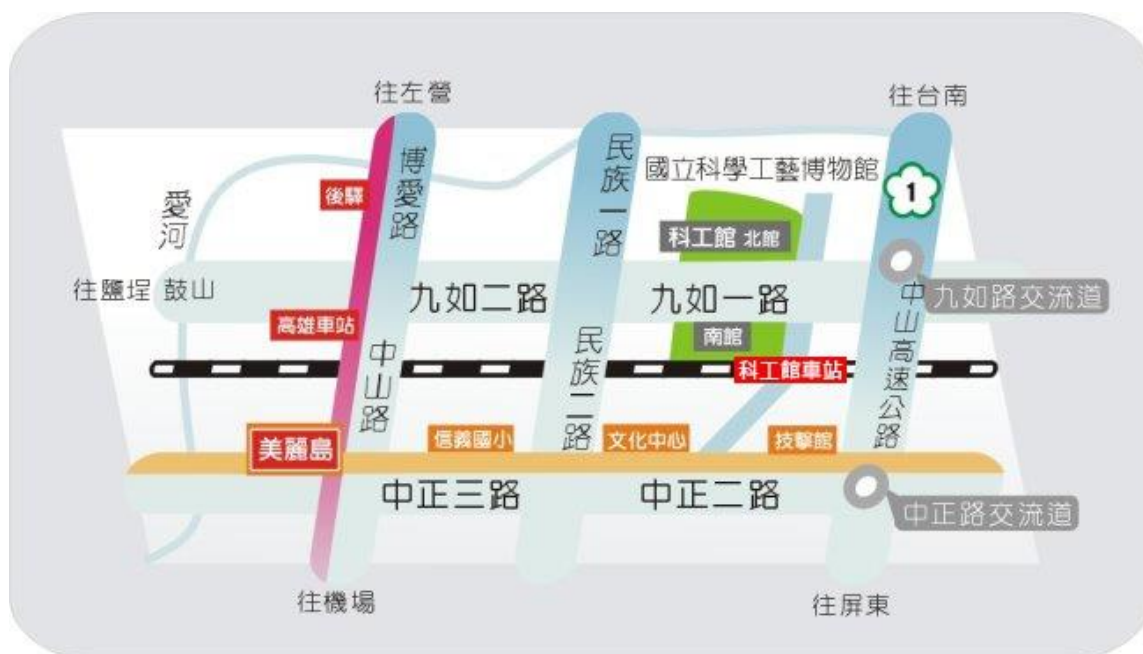 往左營
往台南
博愛路
民族一路
國立科學工藝博物館
1
後驛
愛河
科工館 北館
往鹽埕 鼓山
九如二路
九如一路
九如路交流道
高雄車站
南館
中山路
民族二路
科工館車站
中山高速公路
美麗島
信義國小
文化中心
技擊館
中正三路
中正二路
中正路交流道
往機場
往屏東